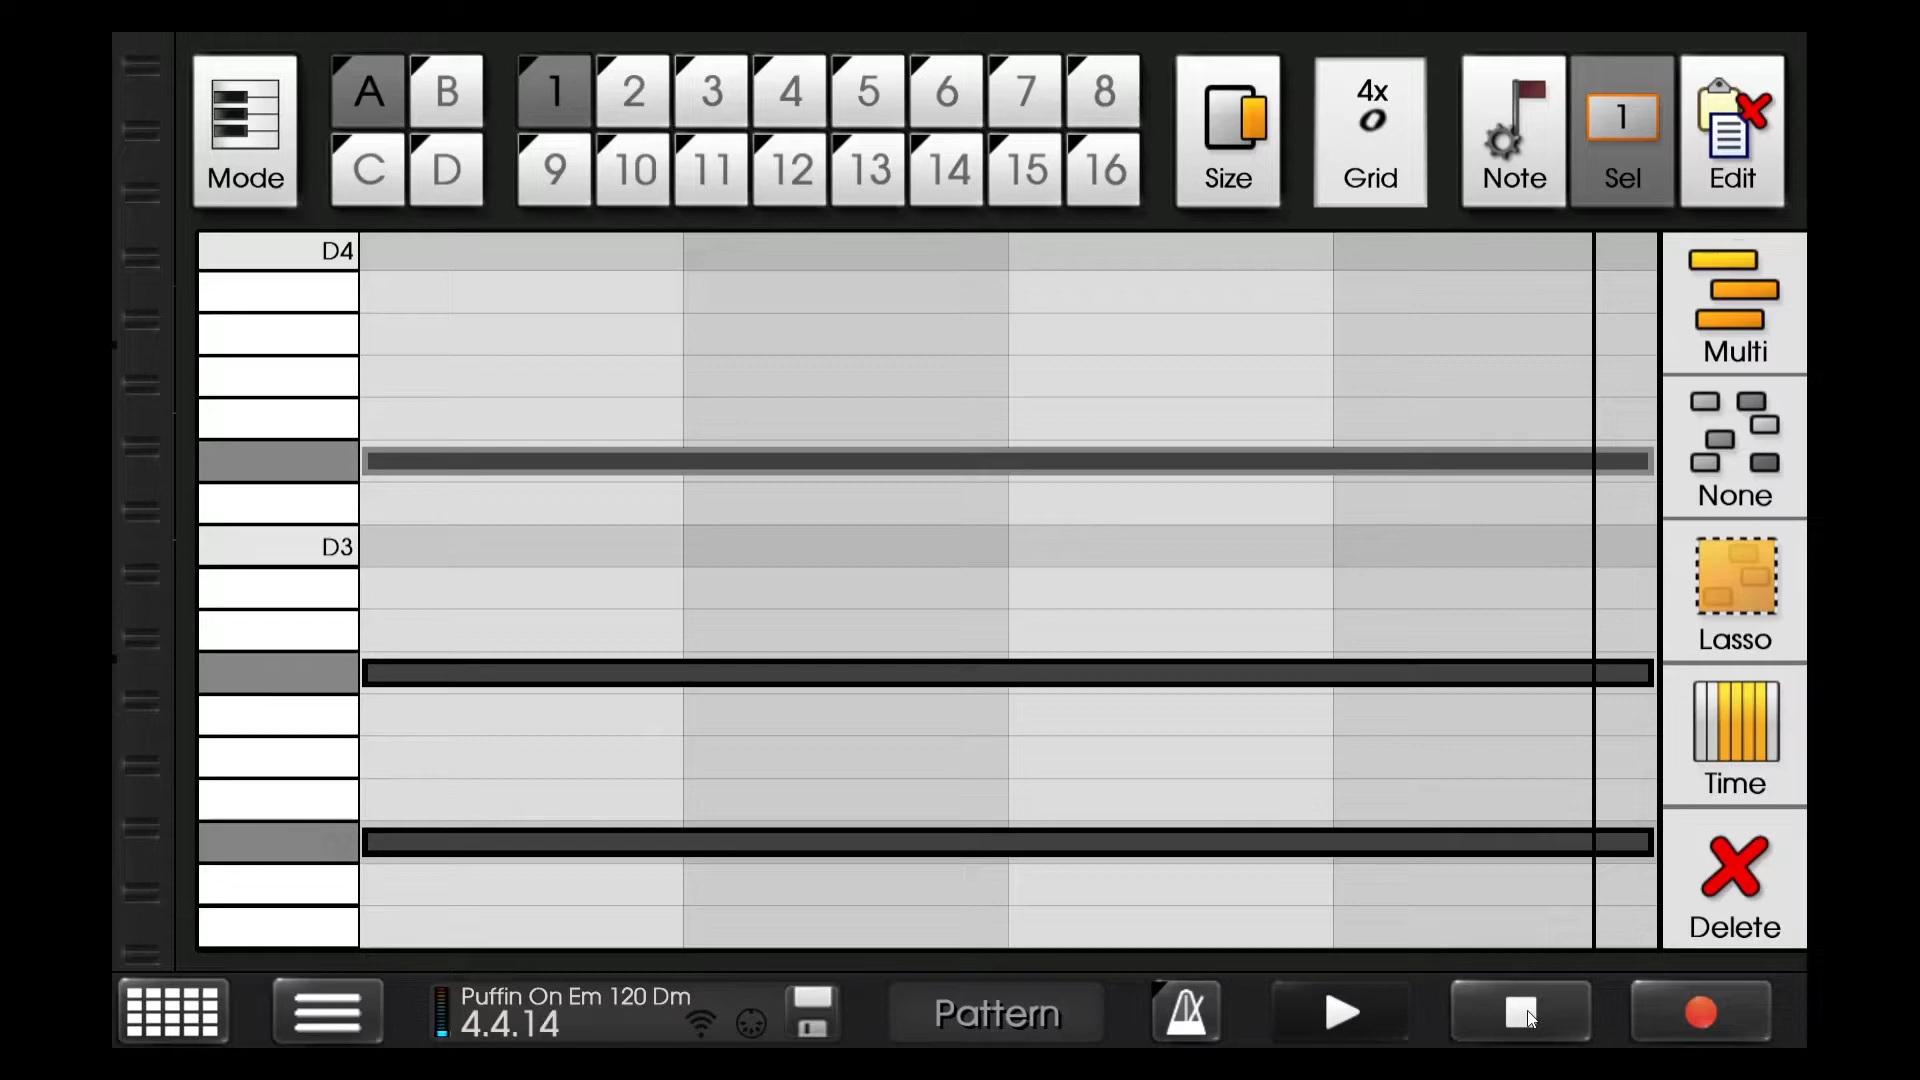 Mode
A B
C D
1 2 3 4 5 6 7 8
9 10 11 12 13 14 15 16
Size
4x
Grid
Note
1
Sel
Edit
D4
D3
Multi
None
Lasso
Time
Delete
Puffin On Em 120 Dm
4.4.14
Pattern